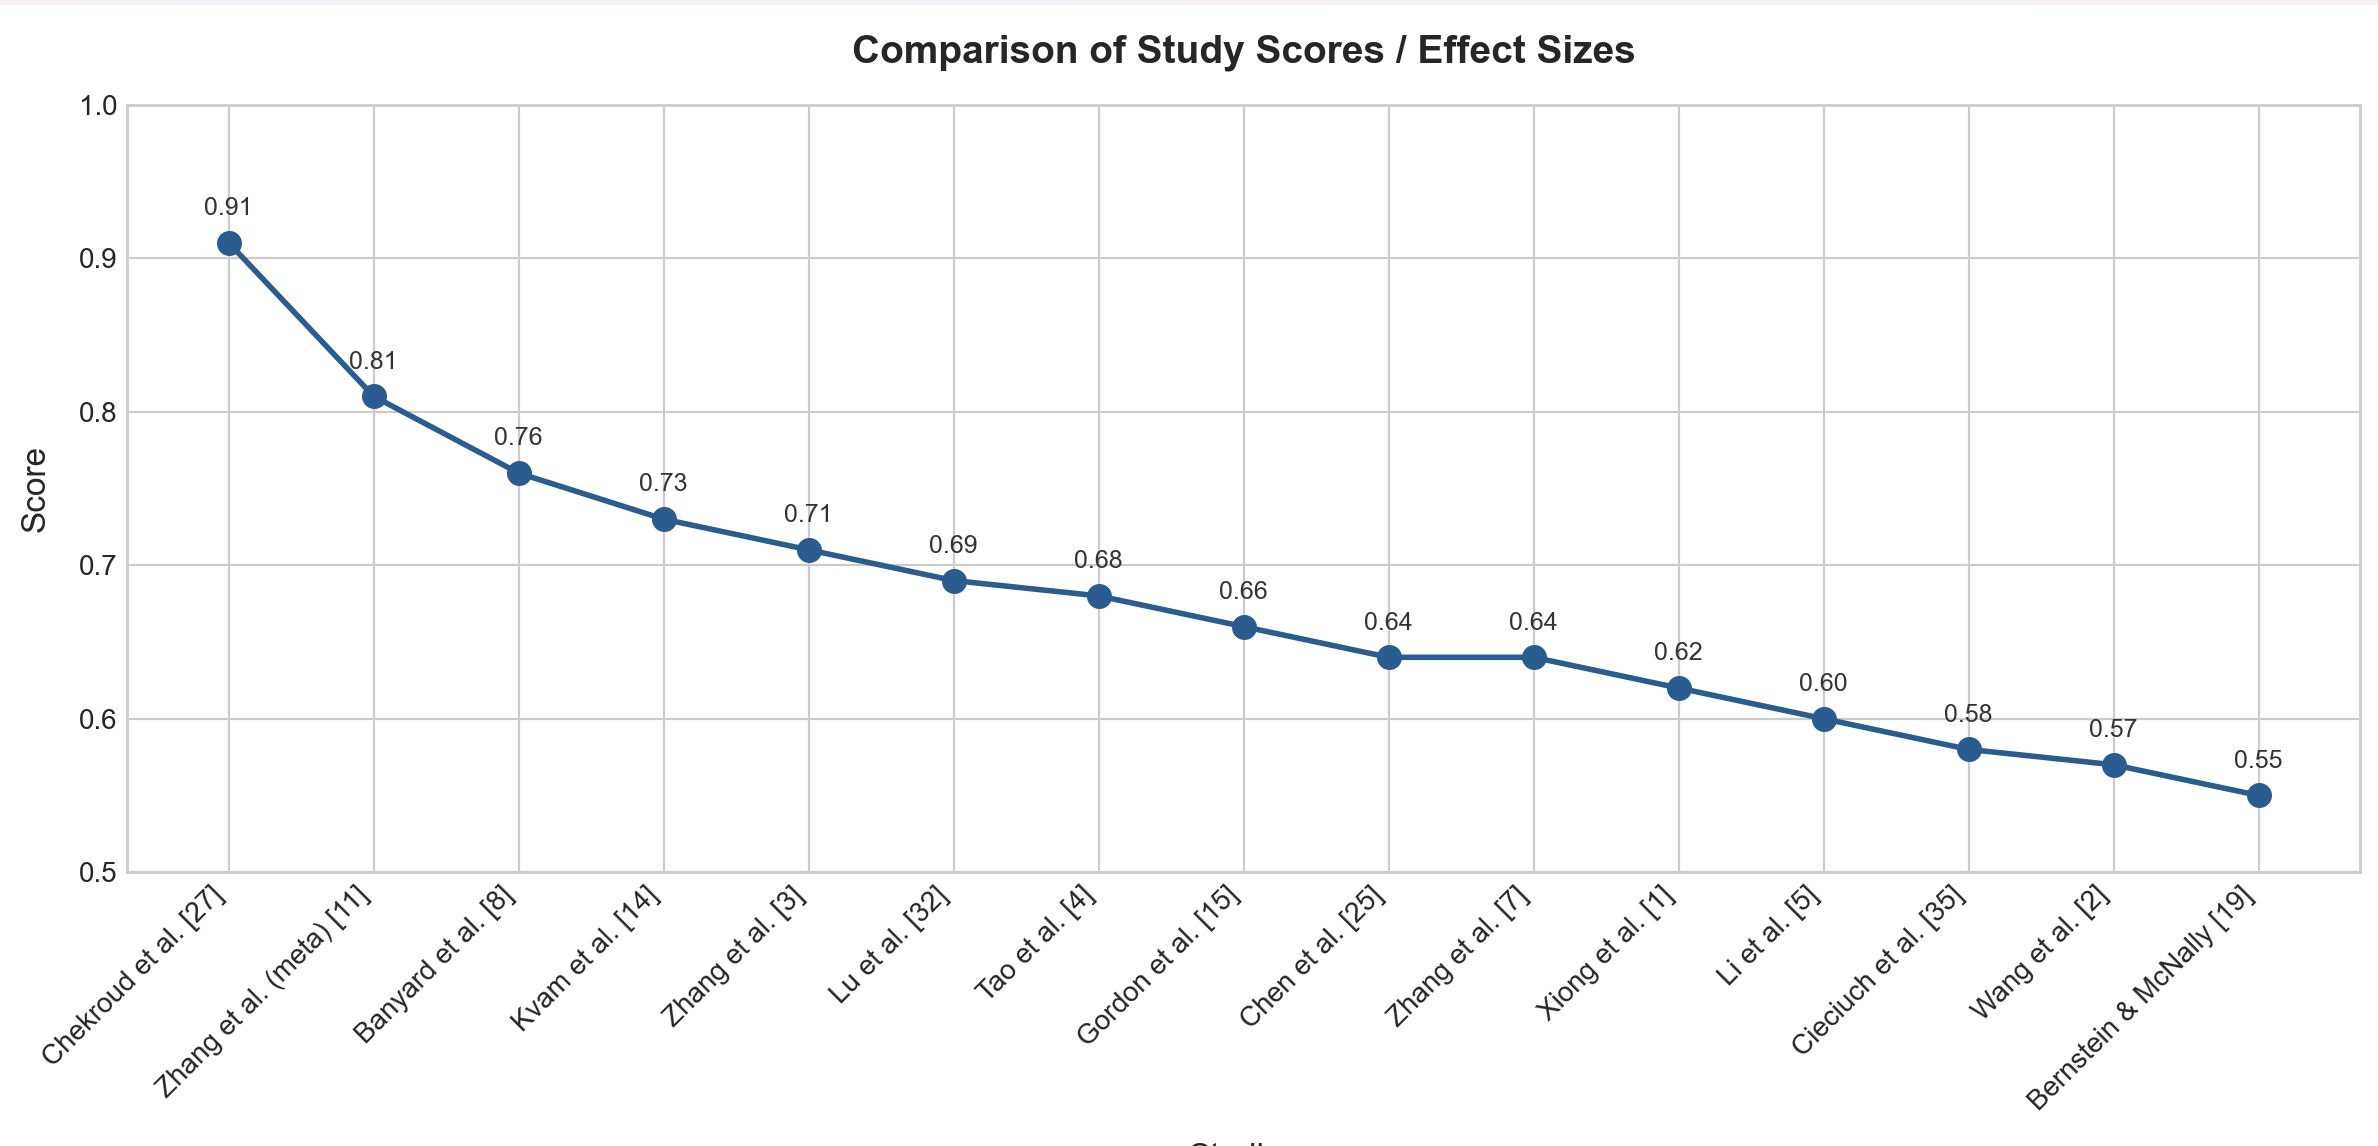 Comparison of Study Scores / Effect Sizes
Score
1.0
0.9
0.8
0.7
0.6
0.5
0.91
0.81
0.76
0.73
0.71
0.69
0.68
0.66
0.64
0.64
0.62
0.60
0.58
0.57
0.55
Chekroud et al. [27]
Zhang et al. (meta) [11]
Banyard et al. [8]
Kvam et al. [14]
Zhang et al. [3]
Lu et al. [32]
Tao et al. [4]
Gordon et al. [15]
Chen et al. [25]
Zhang et al. [7]
Xiong et al. [1]
Li et al. [5]
Cieciuch et al. [35]
Wang et al. [2]
Bernstein & McNally [19]